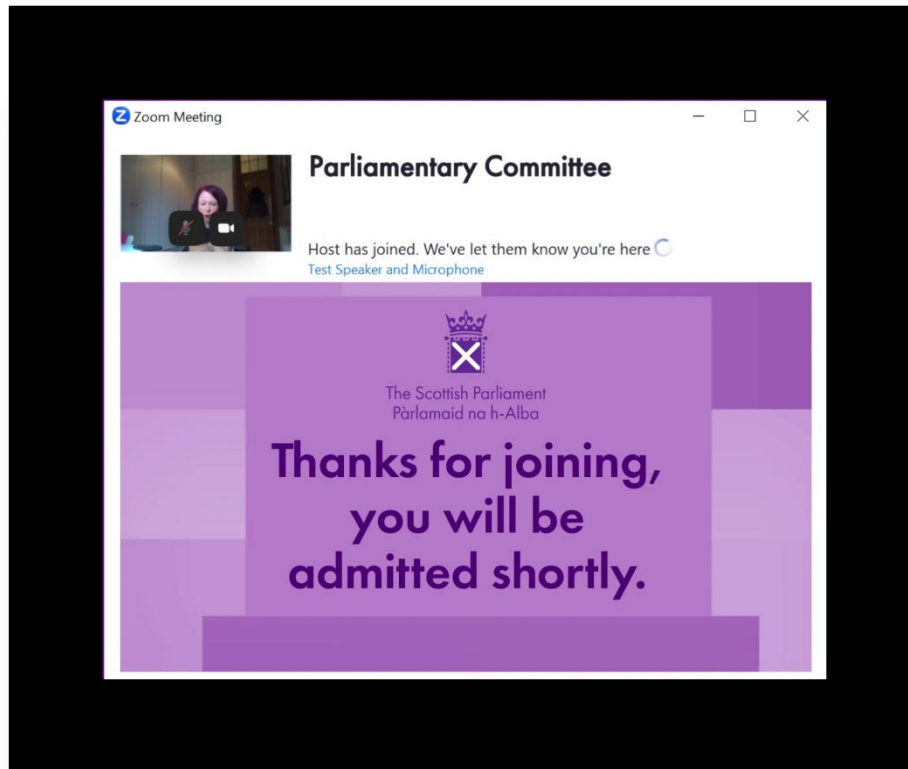 Zoom Meeting
Parliamentary Committee
Host has joined. We've let them know you're here
Test Speaker and Microphone
The Scottish Parliament
Pàrlamaid na h-Alba
Thanks for joining,
you will be
admitted shortly.